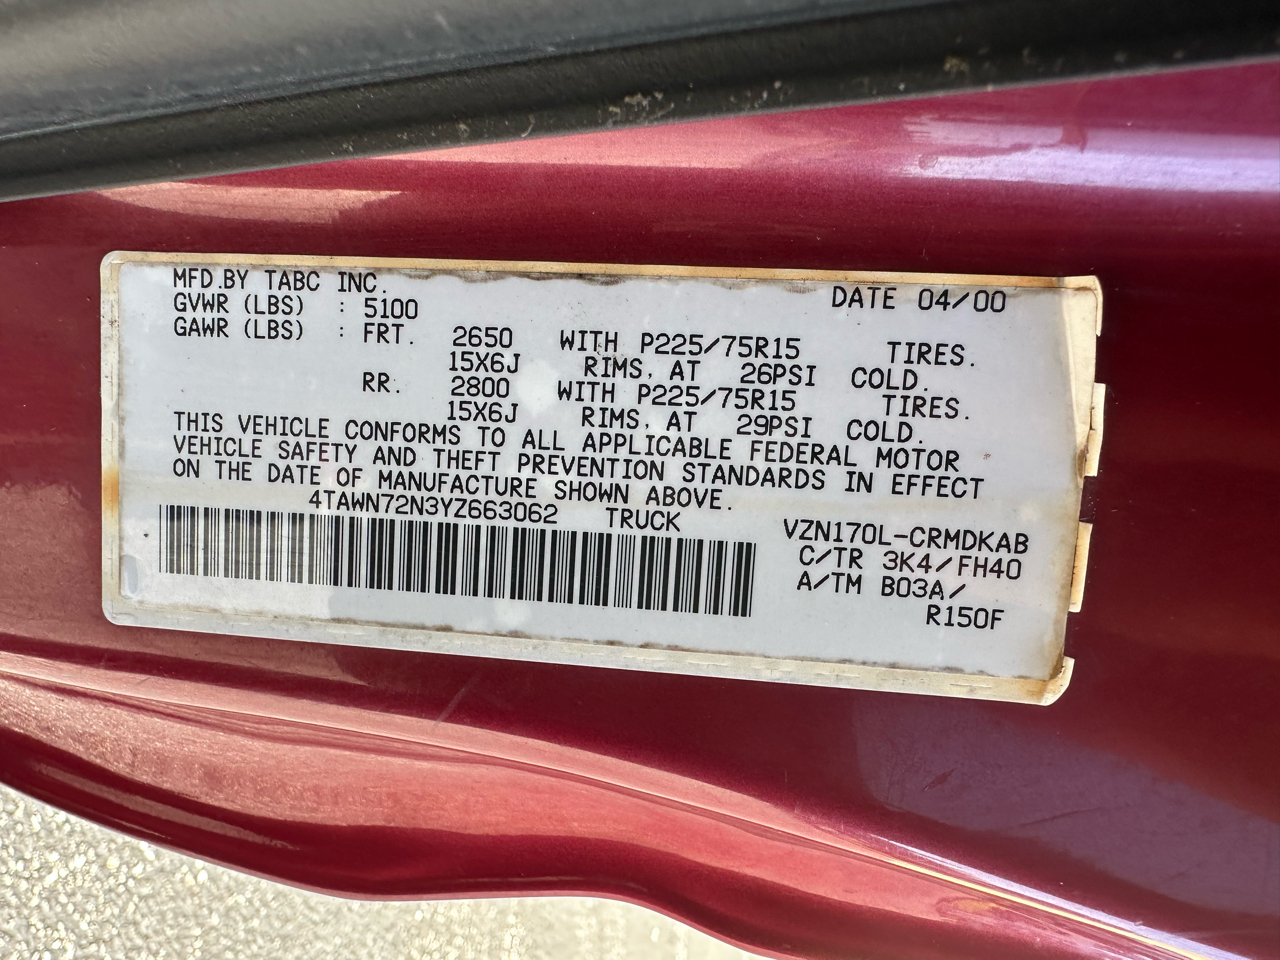 MFD.BY TABC INC. DATE 04/00
GVWR (LBS) : 5100
GAWR (LBS) : FRT. 2650 WITH P225/75R15 TIRES.
15X6J RIMS, AT 26PSI COLD.
RR. 2800 WITH P225/75R15 TIRES.
15X6J RIMS, AT 29PSI COLD.
THIS VEHICLE CONFORMS TO ALL APPLICABLE FEDERAL MOTOR
VEHICLE SAFETY AND THEFT PREVENTION STANDARDS IN EFFECT
ON THE DATE OF MANUFACTURE SHOWN ABOVE.
4TAWN72N3YZ663062 TRUCK
VZN170L-CRMDKAB
C/TR 3K4/FH40
A/TM B03A/
R150F